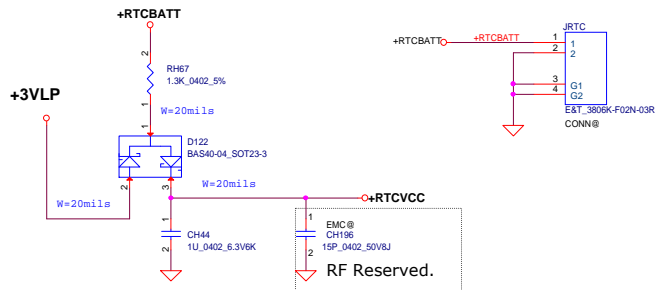 +RTCBATT
2
RH67
1.3K_0402_5%
1
W=20mils
+3VLP
1
D122
BAS40-04_SOT23-3
2
3
W=20mils
W=20mils
+RTCVCC
1
CH44
1U_0402_6.3V6K
2
1
EMC@
CH196
15P_0402_50V8J
2
RF Reserved.
JRTC
+RTCBATT
+RTCBATT
1
2
1
2
3
4
G1
G2
E&T_3806K-F02N-03R
CONN@